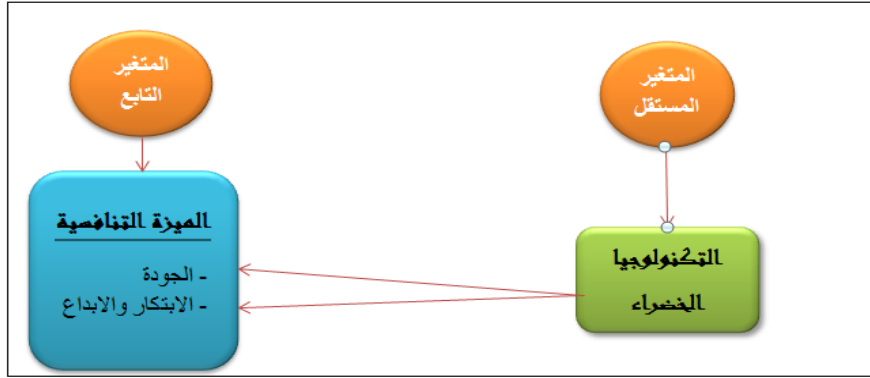 المتغير
المستقل
المتغير
التابع
التكنولوجيا
الخضراء
الميزة التنافسية
- الجودة
- الابتكار والابداع